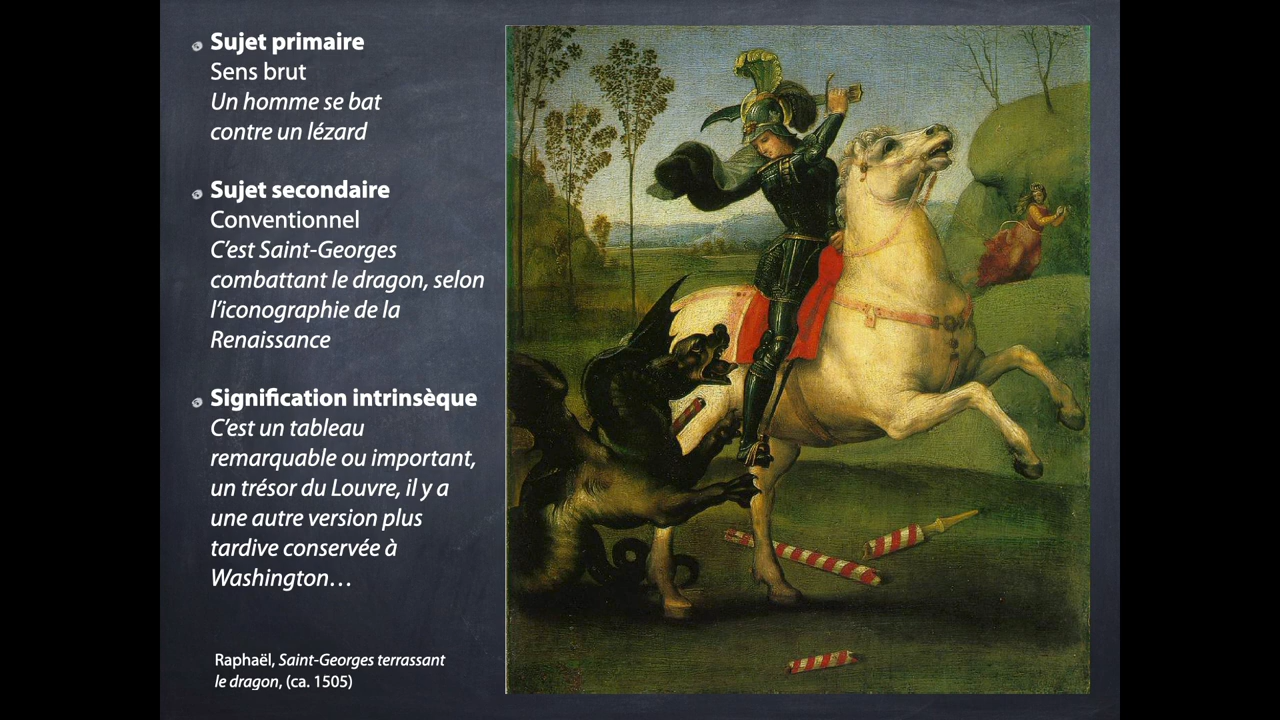 Sujet primaire
Sens brut
Un homme se bat
contre un lézard
Sujet secondaire
Conventionnel
C’est Saint-Georges
combattant le dragon, selon
l’iconographie de la
Renaissance
Signification intrinsèque
C’est un tableau
remarquable ou important,
un trésor du Louvre, il y a
une autre version plus
tardive conservée à
Washington…
Raphaël, Saint-Georges terrassant
le dragon, (ca. 1505)